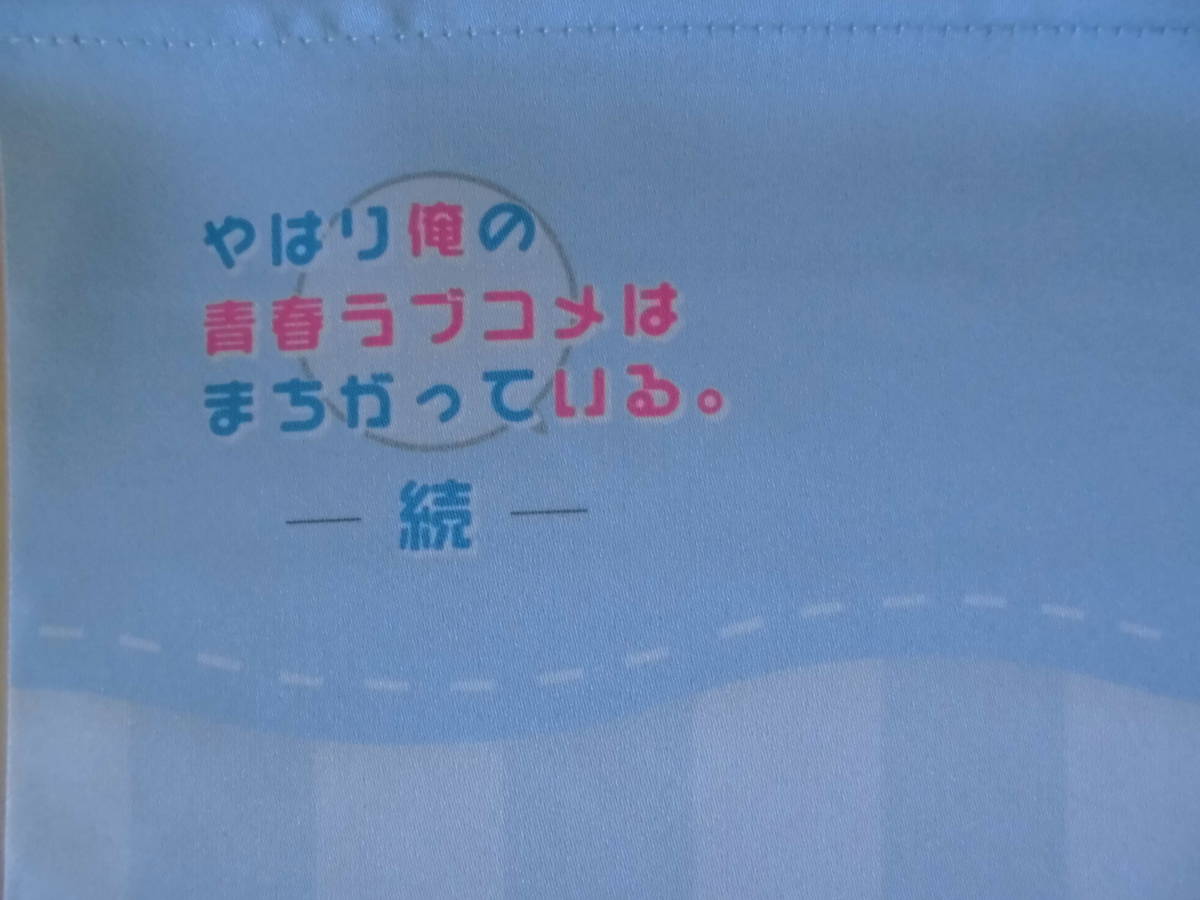 やはり俺の
青春ラブコメは
まちがっている。
— 続 —